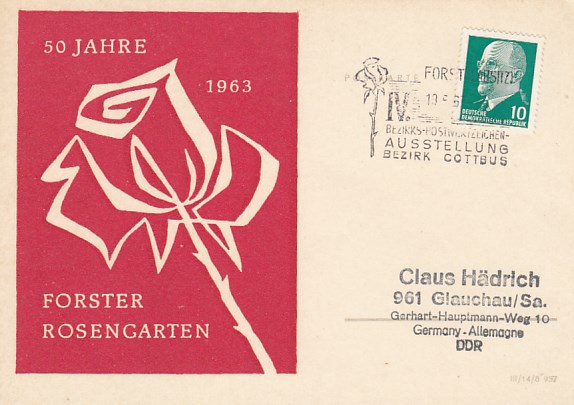 50 JAHRE
1963
FORSTER
ROSENGARTEN
FORST
IV.
BEZIRKS-POSTWERTZEICHEN-
AUSSTELLUNG
BEZIRK COTTBUS
DEUTSCHE
DEMOKRATISCHE REPUBLIK
10
Claus Hädrich
961 Glauchau/Sa.
Gerhart-Hauptmann-Weg 10
Germany-Allemagne
DDR